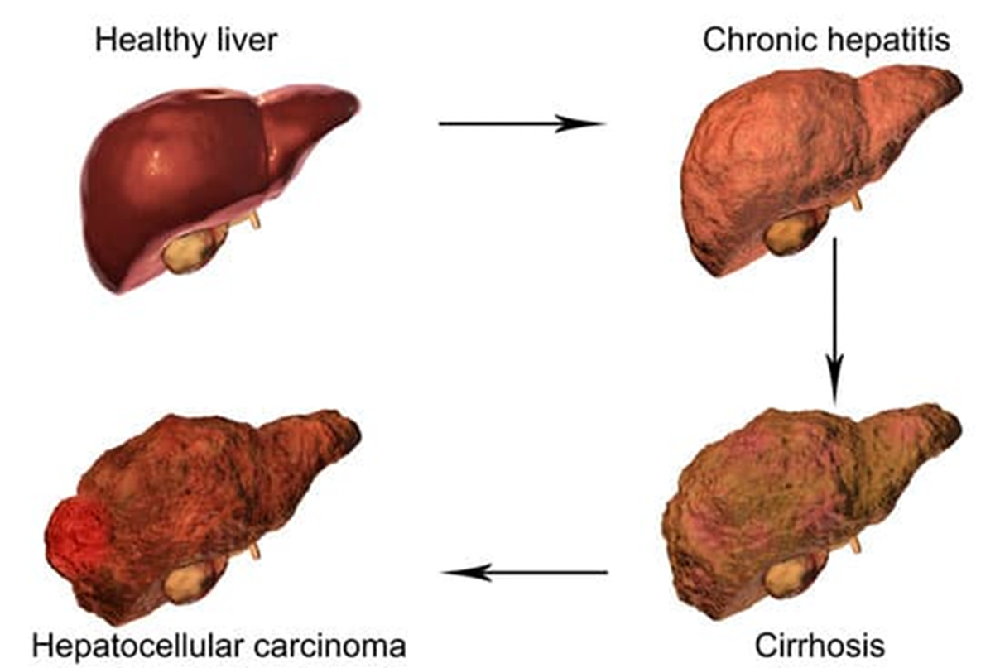 Healthy liver
Chronic hepatitis
Hepatocellular carcinoma
Cirrhosis